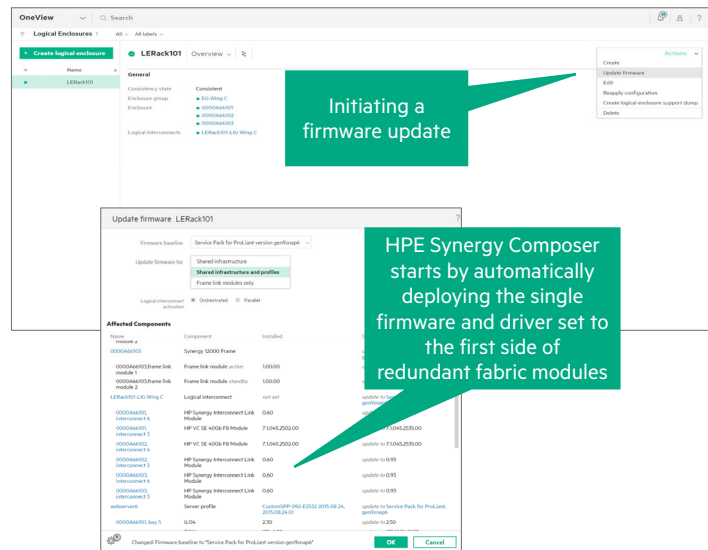 OneView Search
Logical Enclosures 1 All All labels
+ Create logical enclosure
LERack101 Overview
Actions
Create
Update firmware
Edit
Reapply configuration
Create logical enclosure support dump
Delete
Name
LERack101
General
Consistency state Consistent
Enclosure group EG Wing C
Enclosure 0000A66101
0000A66102
0000A66103
Logical Interconnects LERack101-LIG Wing C
Initiating a
firmware update
Update firmware LERack101 ?
Firmware baseline Service Pack for ProLiant version gen9snap6
Update firmware for Shared infrastructure
Shared infrastructure and profiles
Frame link modules only
Logical interconnect Orchestrated Parallel
activation
HPE Synergy Composer
starts by automatically
deploying the single
firmware and driver set to
the first side of
redundant fabric modules
Affected Components
Name Component Installed
module 2
0000A66103 Synergy 12000 Frame
0000A66103,frame link Frame link module active 1.00.00
module 1
0000A66103,frame link Frame link module standby 1.00.00
module 2
LERack101-LIG Wing C Logical interconnect not set update to
0000A66101, HP Synergy Interconnect Link 0.60 update to 0.93
interconnect 6 Module
0000A66101, HP VC SE 40Gb F8 Module 7.1.045.2502.00 update to 7.1.045.2535.00
interconnect 3
0000A66102, HP VC SE 40Gb F8 Module 7.1.045.2502.00 update to 7.1.045.2535.00
interconnect 6
0000A66102, HP Synergy Interconnect Link 0.60 update to 0.93
interconnect 3 Module
0000A66103, HP Synergy Interconnect Link 0.60 update to 0.93
interconnect 6 Module
0000A66103, HP Synergy Interconnect Link 0.60 update to 0.93
interconnect 3 Module
webserver6 Server profile CustomSPP-092-E2532 2015 08 24, update to Service Pack for ProLiant,
2015.08.24.01 gen9snap6
0000A66101, bay 5 iLO4 2.30 update to 2.50
Changed: Firmware baseline to "Service Pack for ProLiant version gen9snap6"
OK Cancel